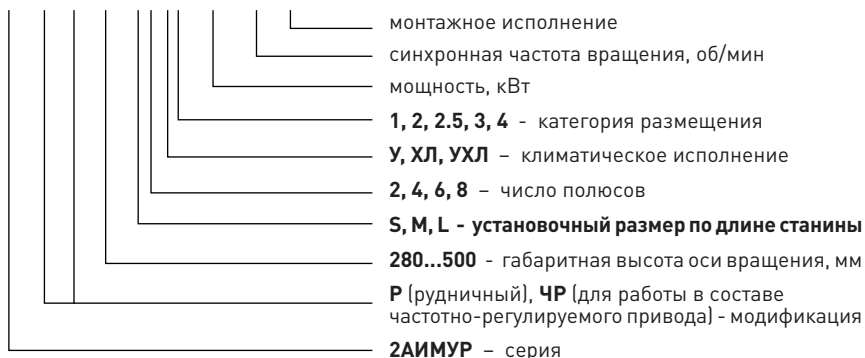 монтажное исполнение
синхронная частота вращения, об/мин
мощность, кВт
1, 2, 2.5, 3, 4 - категория размещения
У, ХЛ, УХЛ – климатическое исполнение
2, 4, 6, 8 – число полюсов
S, M, L - установочный размер по длине станины
280...500 - габаритная высота оси вращения, мм
Р (рудничный), ЧР (для работы в составе
частотно-регулируемого привода) - модификация
2АИМУР – серия